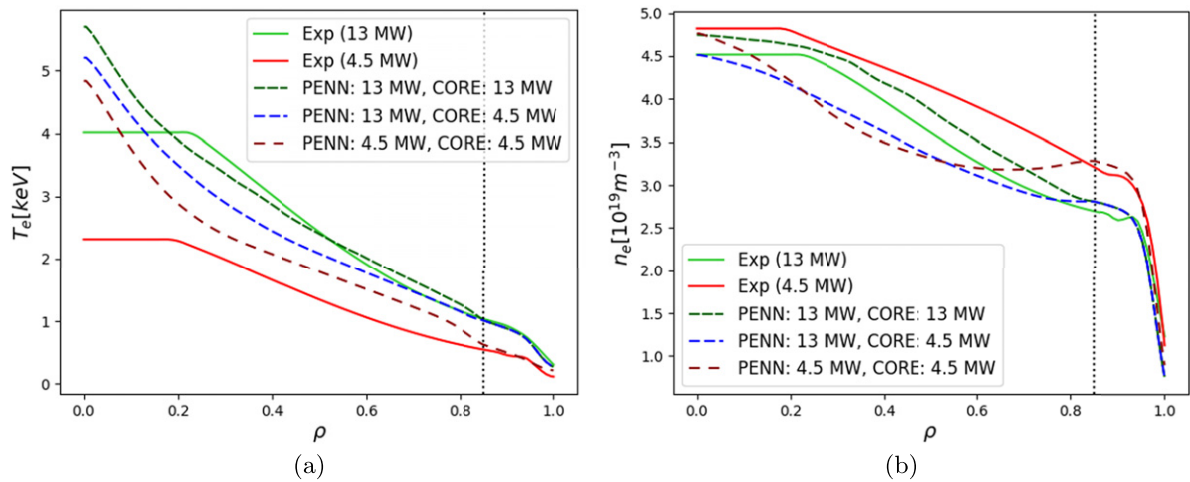 Exp (13 MW)
Exp (4.5 MW)
PENN: 13 MW, CORE: 13 MW
PENN: 13 MW, CORE: 4.5 MW
PENN: 4.5 MW, CORE: 4.5 MW
T_e[keV]
5
4
3
2
1
0
0.0 0.2 0.4 0.6 0.8 1.0
ρ
(a)
n_e[10^{19}m^{-3}]
5.0
4.5
4.0
3.5
3.0
2.5
2.0
1.5
1.0
Exp (13 MW)
Exp (4.5 MW)
PENN: 13 MW, CORE: 13 MW
PENN: 13 MW, CORE: 4.5 MW
PENN: 4.5 MW, CORE: 4.5 MW
0.0 0.2 0.4 0.6 0.8 1.0
ρ
(b)